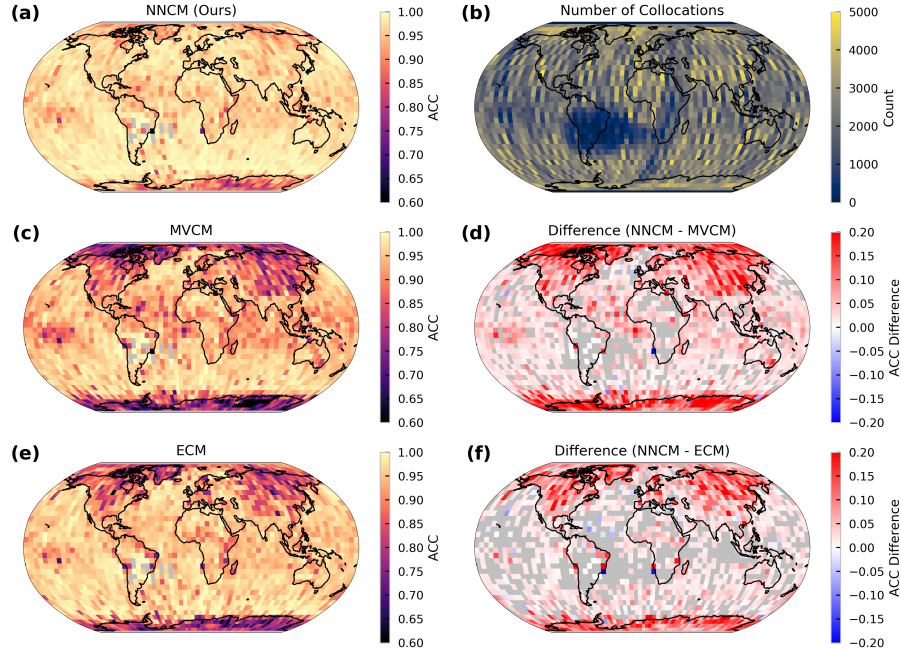 (a)
NNCM (Ours)
1.00
0.95
0.90
0.85
0.80
0.75
0.70
0.65
0.60
ACC
(b)
Number of Collocations
5000
4000
3000
2000
1000
0
Count
(c)
MVCM
1.00
0.95
0.90
0.85
0.80
0.75
0.70
0.65
0.60
ACC
(d)
Difference (NNCM - MVCM)
0.20
0.15
0.10
0.05
0.00
−0.05
−0.10
−0.15
−0.20
ACC Difference
(e)
ECM
1.00
0.95
0.90
0.85
0.80
0.75
0.70
0.65
0.60
ACC
(f)
Difference (NNCM - ECM)
0.20
0.15
0.10
0.05
0.00
−0.05
−0.10
−0.15
−0.20
ACC Difference